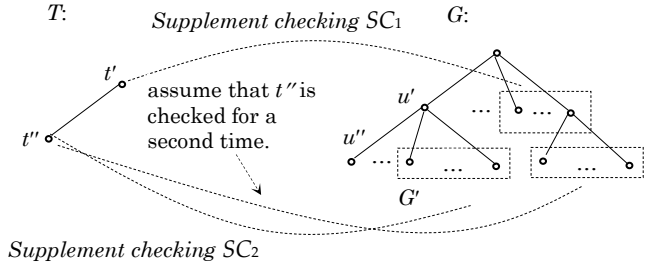 T:
Supplement checking SC1
G:
t'
assume that t'' is
checked for a
second time.
u'
...
...
t''
u''
...
...
...
G'
Supplement checking SC2